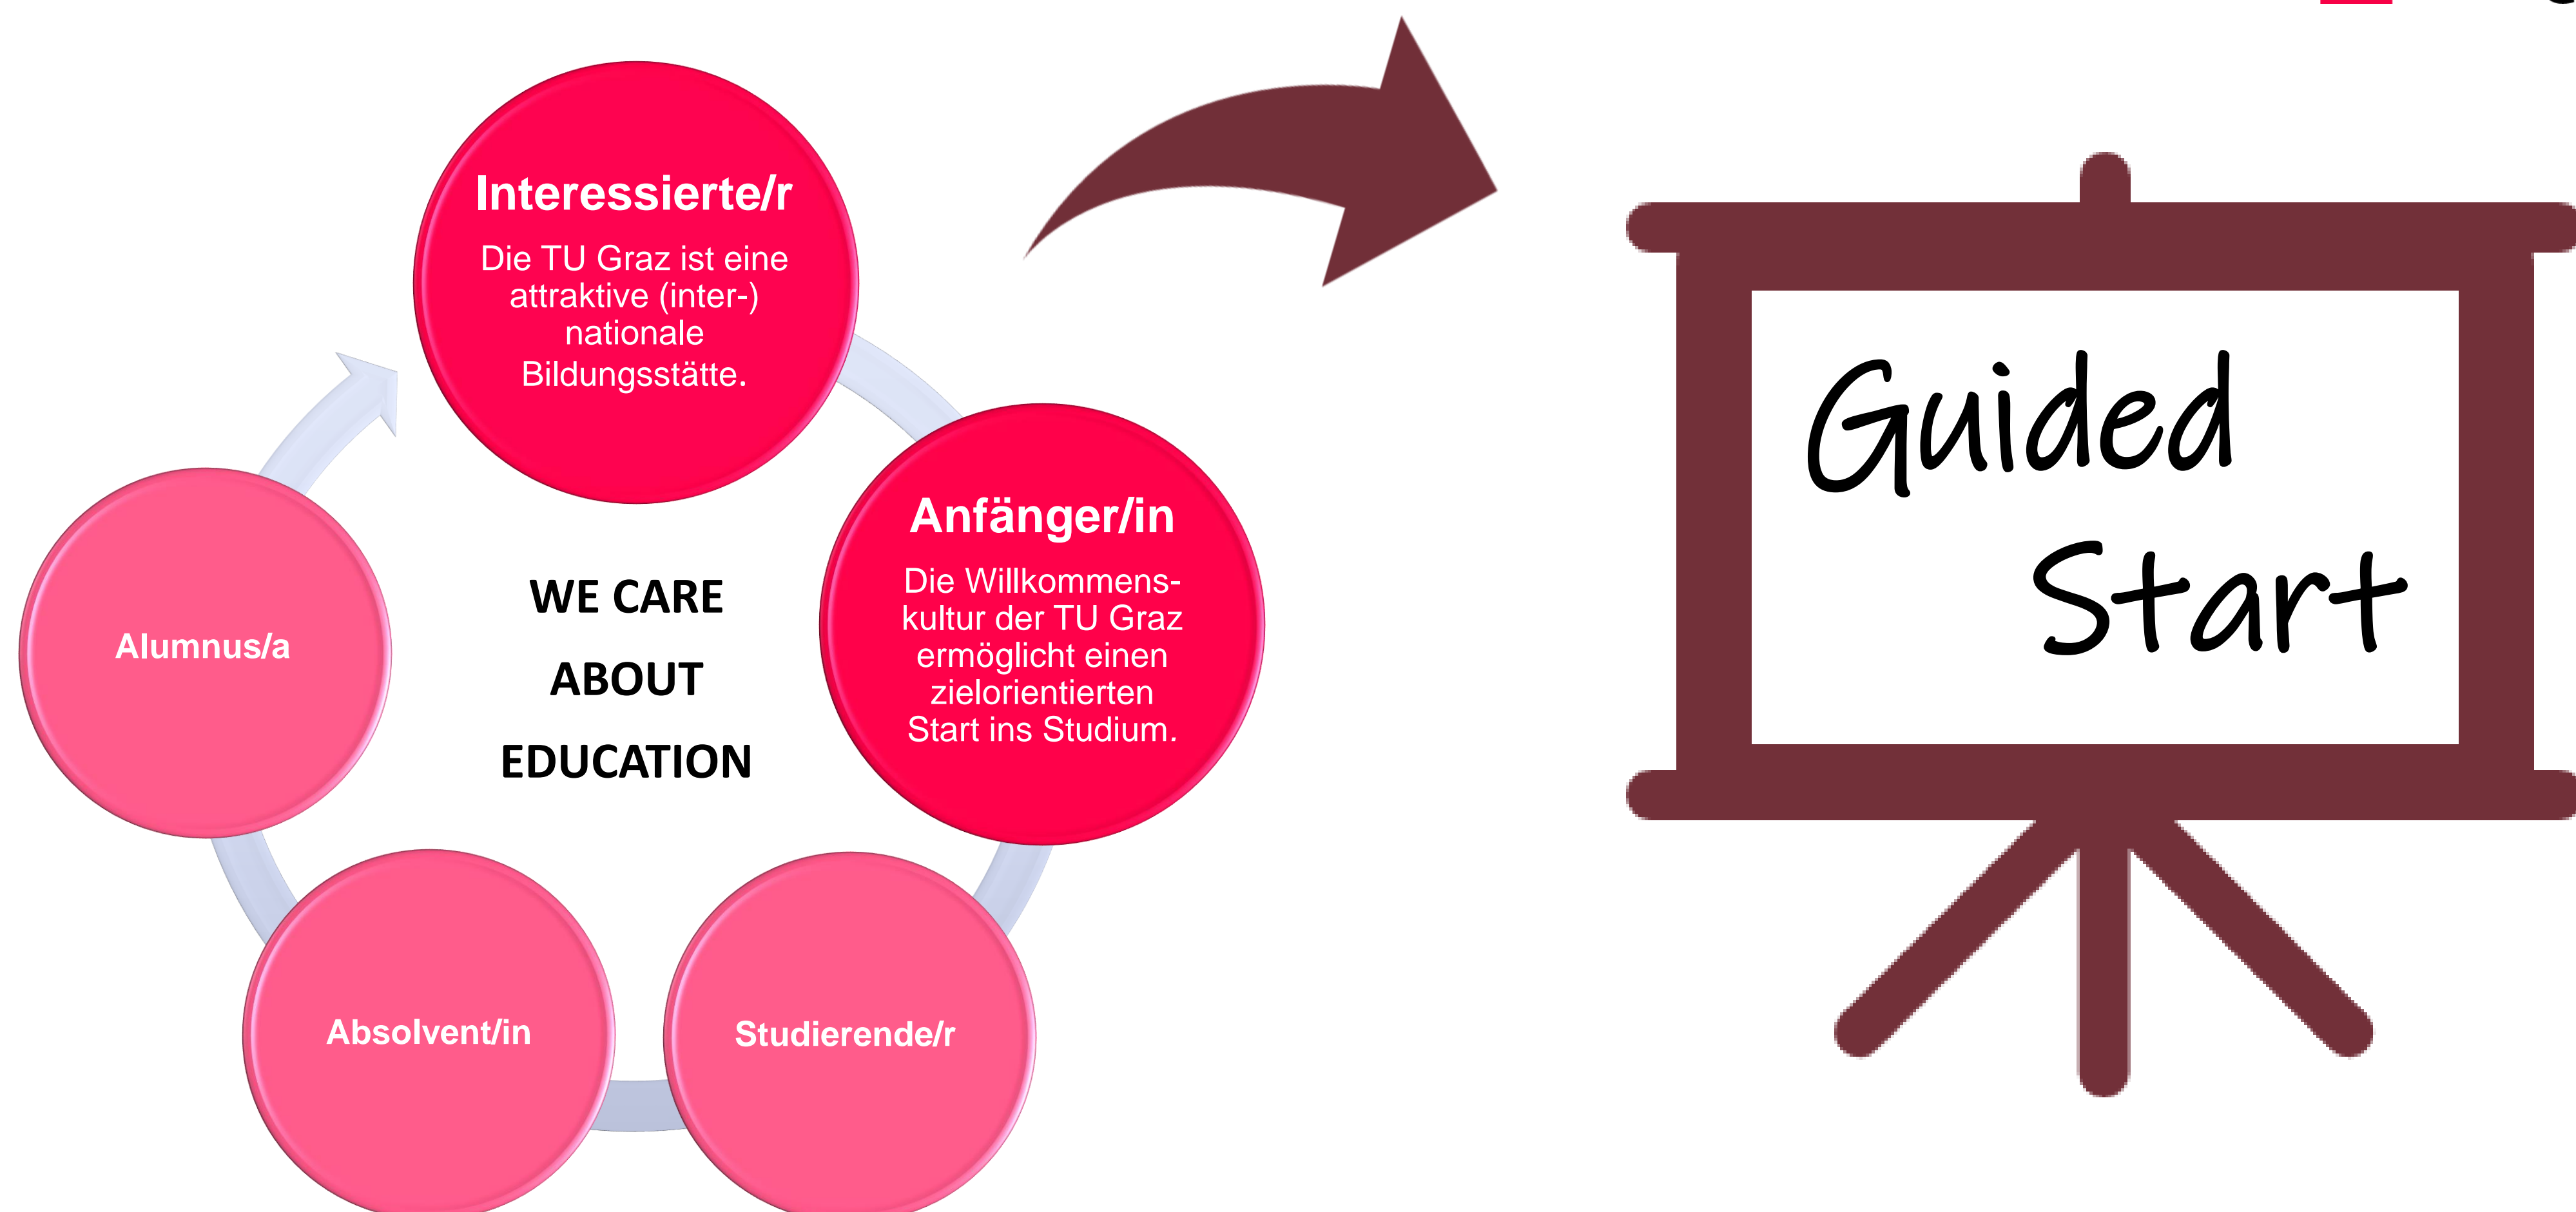 Interessierte/r
Die TU Graz ist eine
attraktive (inter-)
nationale
Bildungsstätte.
Anfänger/in
Die Willkommens-
kultur der TU Graz
ermöglicht einen
zielorientierten
Start ins Studium.
Studierende/r
Absolvent/in
Alumnus/a
WE CARE
ABOUT
EDUCATION
Guided
Start